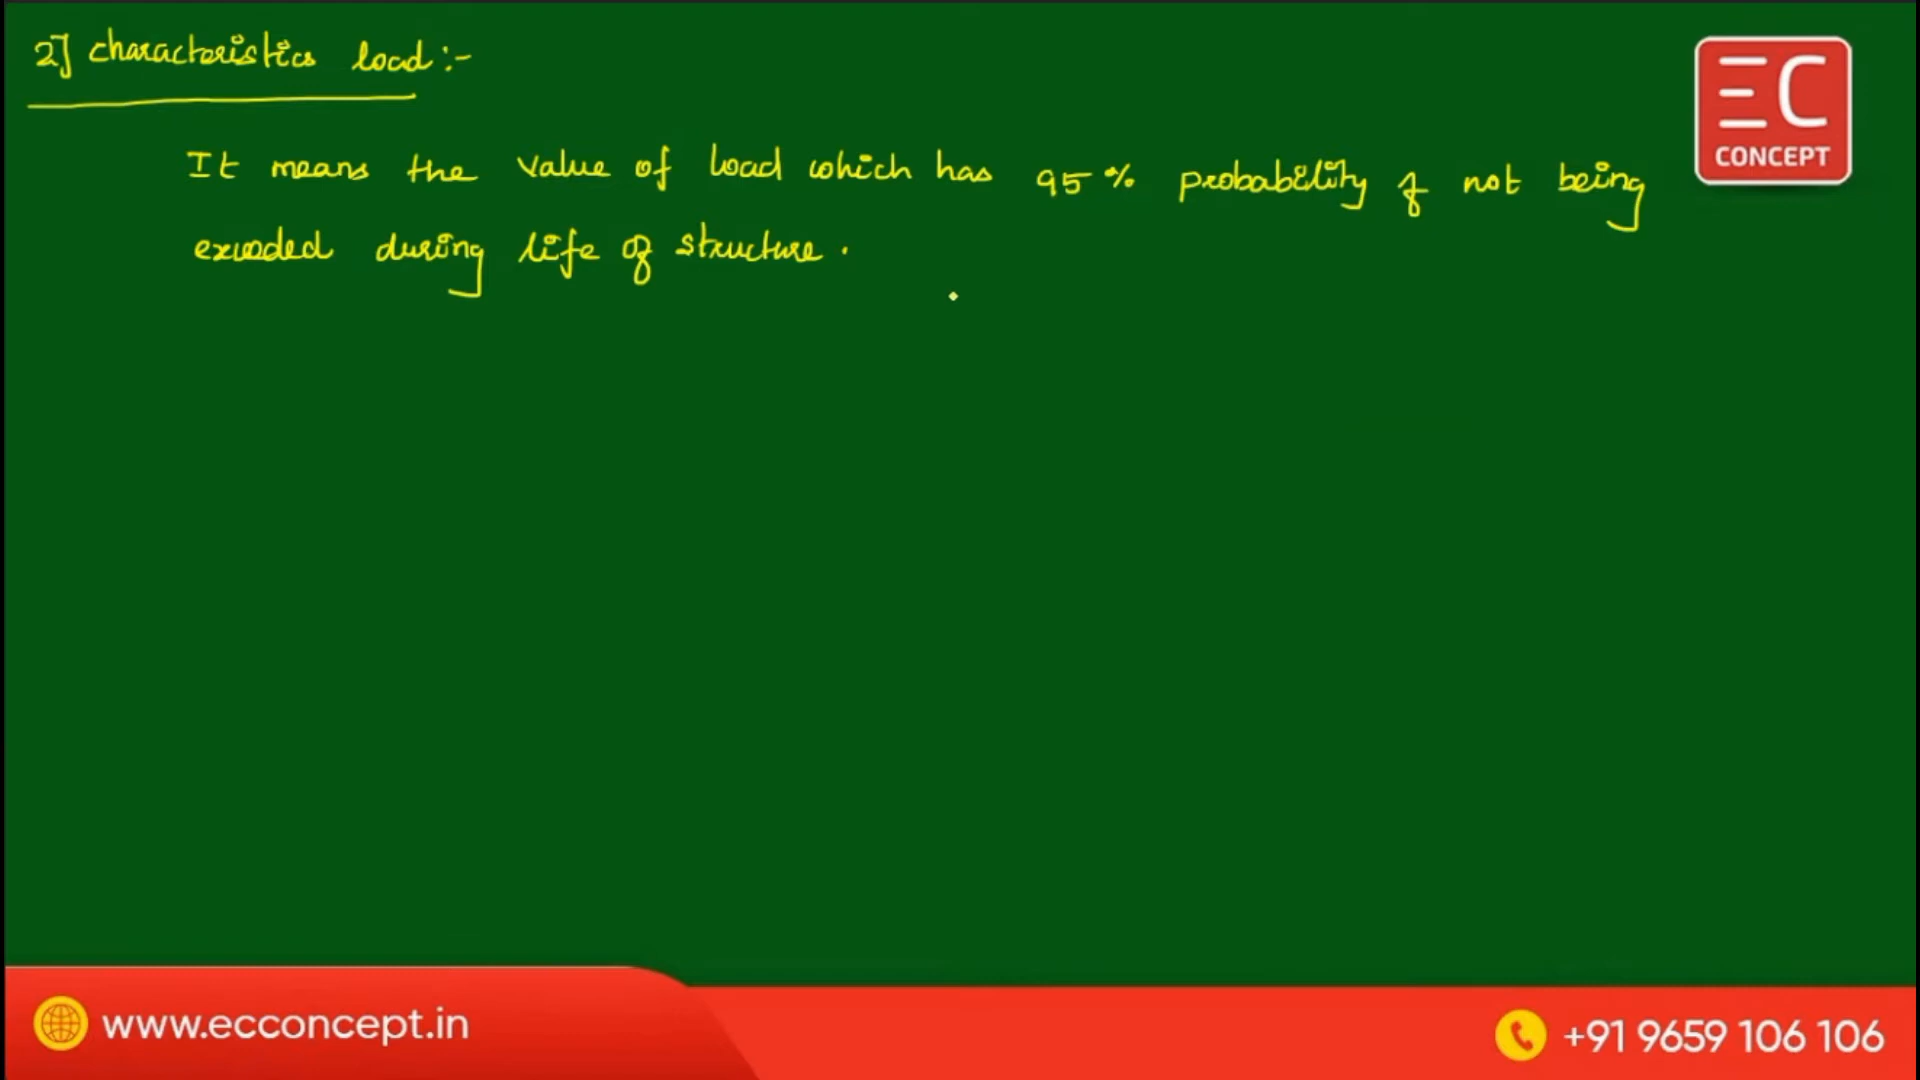 2] characteristics load :-
It means the value of load which has 95% probability of not being
exceeded during life of structure.
EC
CONCEPT
www.ecconcept.in
+91 9659 106 106